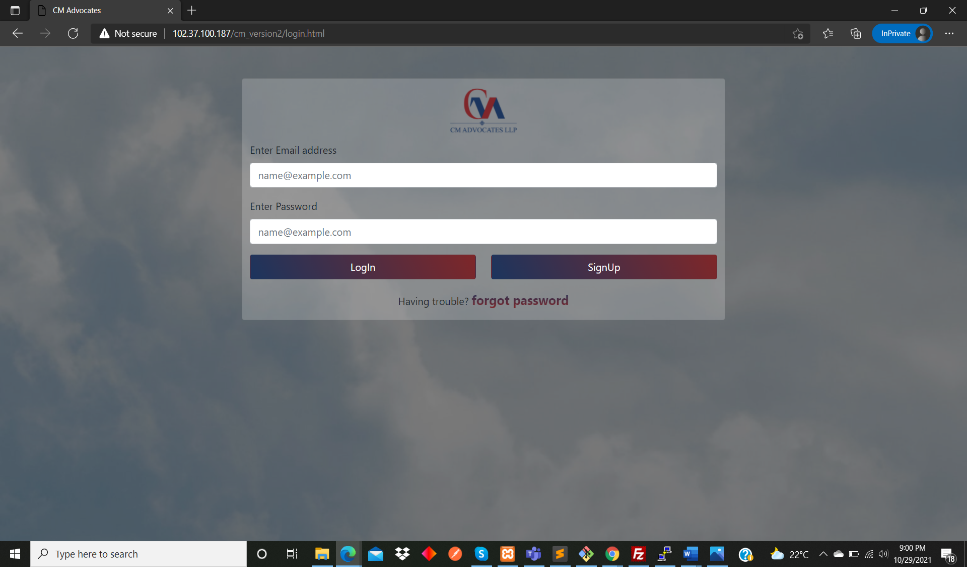 CM Advocates
Not secure
102.37.100.187/cm_version2/login.html
InPrivate
CM ADVOCATES LLP
Enter Email address
name@example.com
Enter Password
name@example.com
LogIn
SignUp
Having trouble? forgot password
Type here to search
22°C
9:00 PM
10/29/2021
18